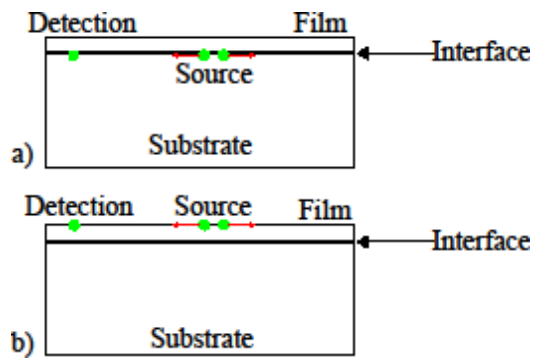 Detection Film
Interface
Source
Substrate
a)
Detection Source Film
Interface
Substrate
b)